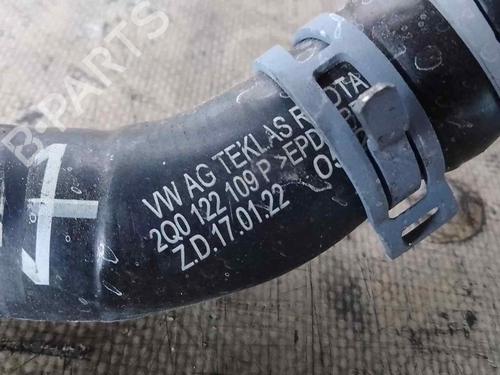 B-PARTS
VW AG TEKLAS
2Q0 122 109 P >EPD
Z.D.17.01.22